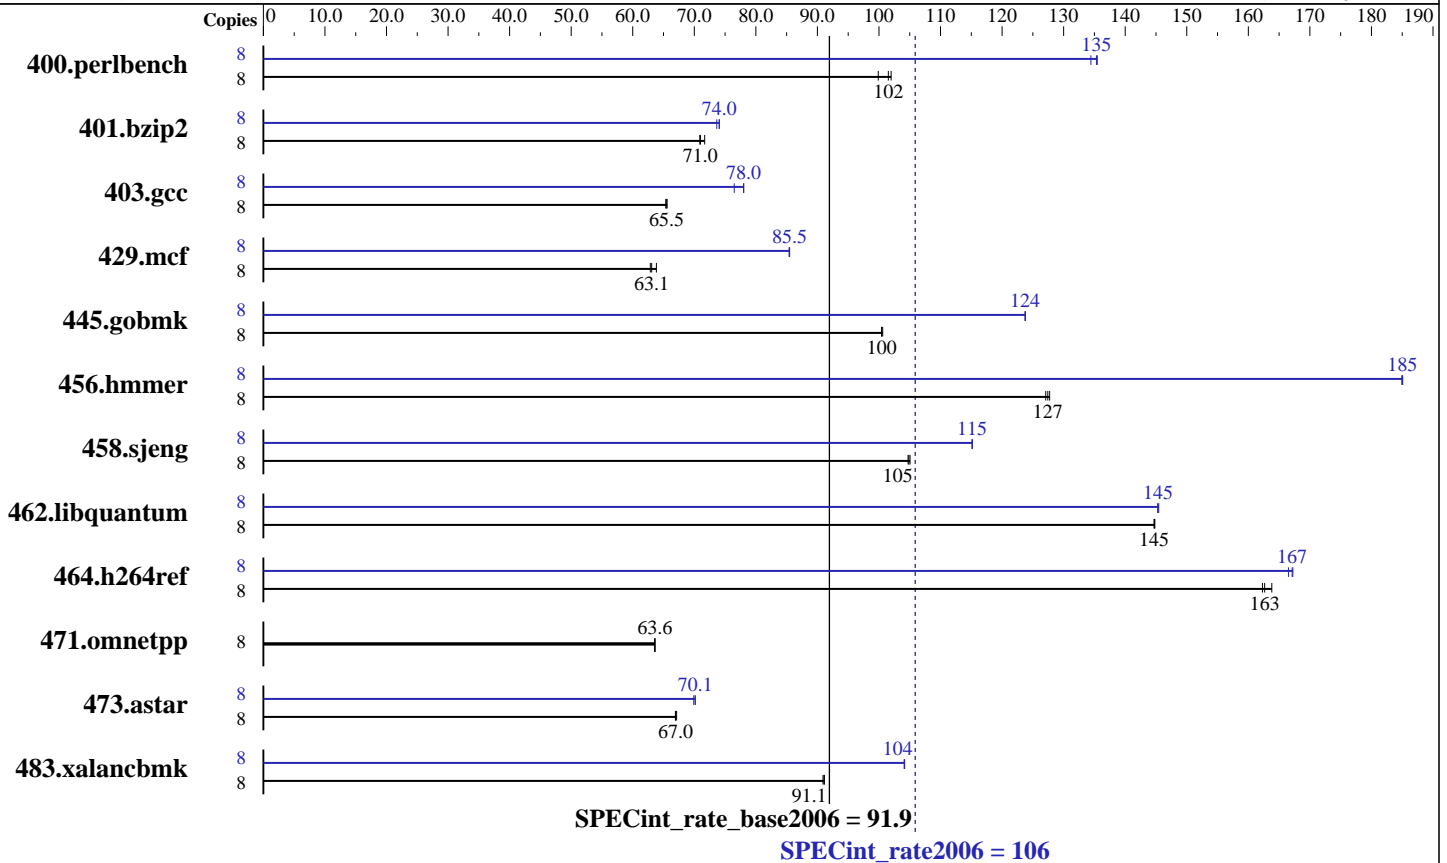 Copies 0 10.0 20.0 30.0 40.0 50.0 60.0 70.0 80.0 90.0 100 110 120 130 140 150 160 170 180 190
8 135
400.perlbench
8 102
8 74.0
401.bzip2
8 71.0
8 78.0
403.gcc
8 65.5
8 85.5
429.mcf
8 63.1
8 124
445.gobmk
8 100
8 185
456.hmmer
8 127
8 115
458.sjeng
8 105
8 145
462.libquantum
8 145
8 167
464.h264ref
8 163
63.6
471.omnetpp 8
8 70.1
473.astar
8 67.0
8 104
483.xalancbmk
8 91.1
SPECint_rate_base2006 = 91.9
SPECint_rate2006 = 106